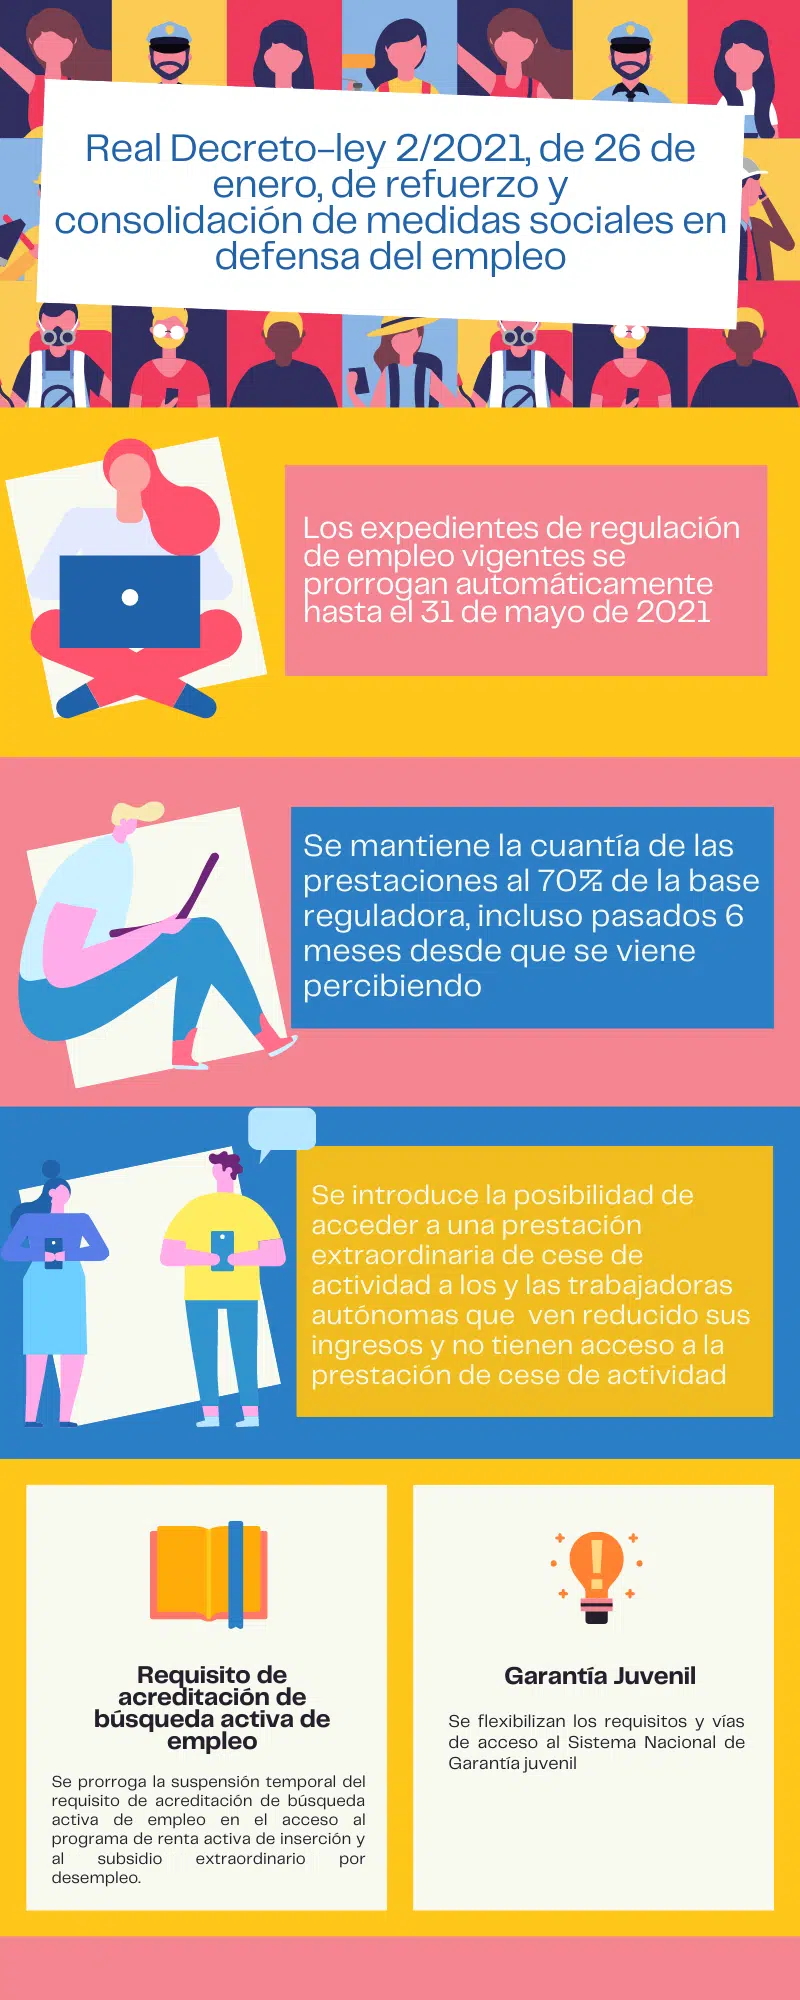 Real Decreto-ley 2/2021, de 26 de
enero, de refuerzo y
consolidación de medidas sociales en
defensa del empleo
Los expedientes de regulación
de empleo vigentes se
prorrogan automáticamente
hasta el 31 de mayo de 2021
Se mantiene la cuantía de las
prestaciones al 70% de la base
reguladora, incluso pasados 6
meses desde que se viene
percibiendo
Se introduce la posibilidad de
acceder a una prestación
extraordinaria de cese de
actividad a los y las trabajadoras
autónomas que ven reducido sus
ingresos y no tienen acceso a la
prestación de cese de actividad
Requisito de
acreditación de
búsqueda activa de
empleo
Se prorroga la suspensión temporal del
requisito de acreditación de búsqueda
activa de empleo en el acceso al
programa de renta activa de inserción y
al subsidio extraordinario por
desempleo.
Garantía Juvenil
Se flexibilizan los requisitos y vías
de acceso al Sistema Nacional de
Garantía juvenil